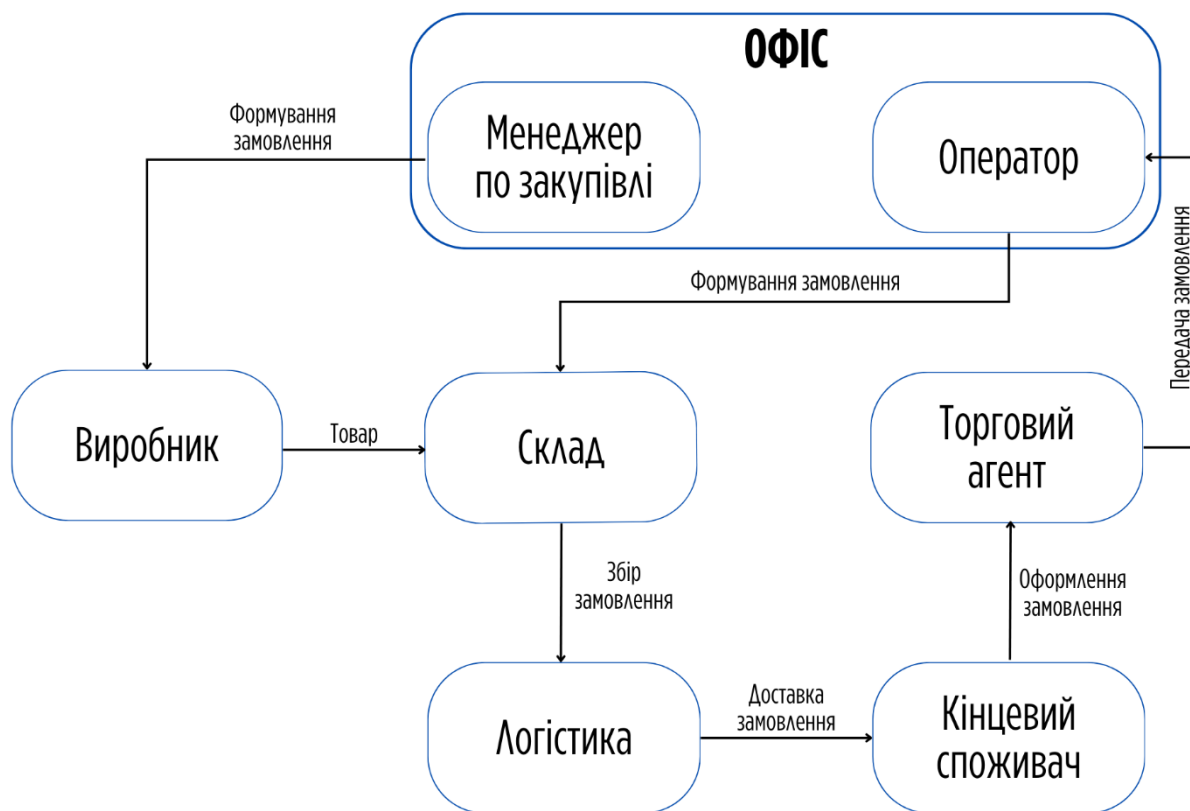 ОФІС
Формування
замовлення
Менеджер
по закупівлі
Оператор
Формування замовлення
Передача замовлення
Виробник
Товар
Склад
Торговий
агент
Збір
замовлення
Оформлення
замовлення
Логістика
Доставка
замовлення
Кінцевий
споживач